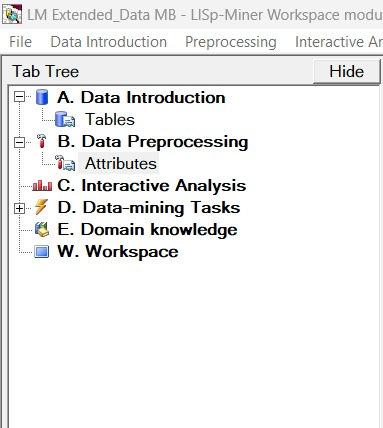 LM Extended_Data MB - LISp-Miner Workspace modu
File Data Introduction Preprocessing Interactive An
Tab Tree Hide
A. Data Introduction
Tables
B. Data Preprocessing
Attributes
C. Interactive Analysis
D. Data-mining Tasks
E. Domain knowledge
W. Workspace